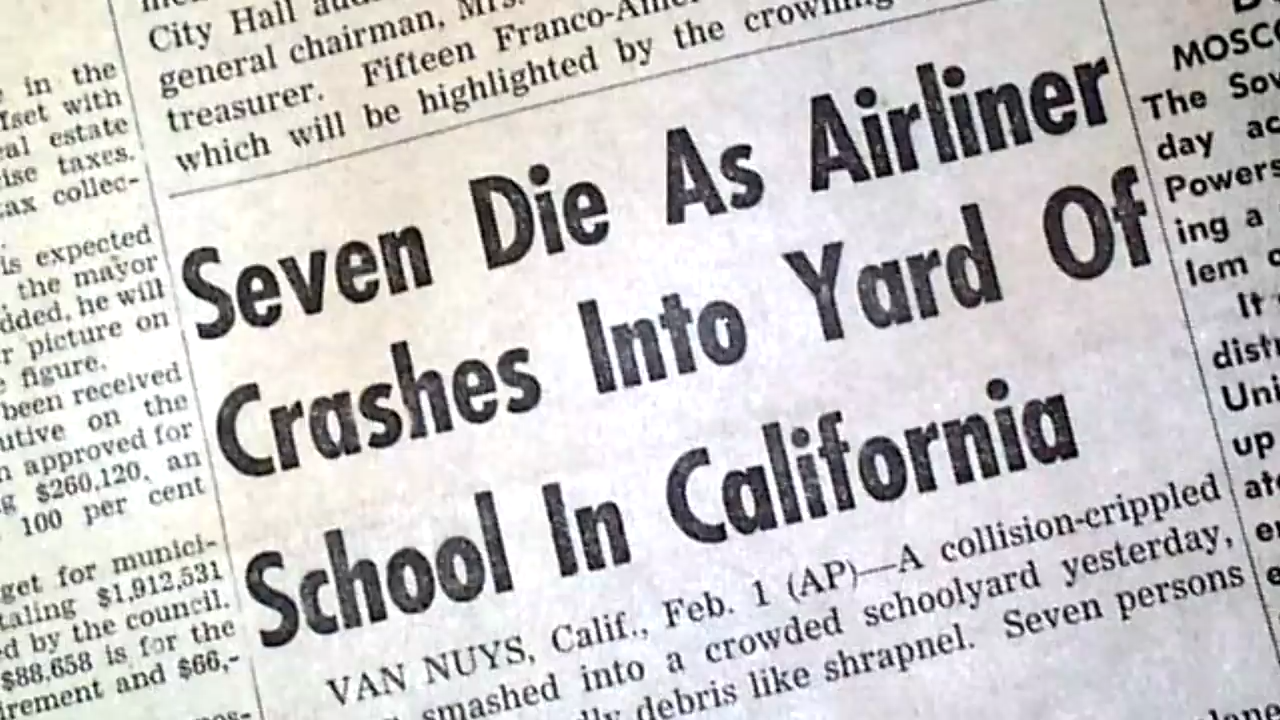 City Hall
general chairman, Mrs.
treasurer. Fifteen
which will be highlighted by the
in the
with
estate
taxes.
collec-
is expected
the mayor
he will
picture on
figure.
been received
on the
approved for
$260,120, an
100 per cent
for munici-
$1,912,531
by the council.
$88,658 is for the
and $66,-
Seven Die As Airliner
Crashes Into Yard Of
School In California
VAN NUYS, Calif., Feb. 1 (AP)—A collision-crippled
smashed into a crowded schoolyard yesterday,
debris like shrapnel. Seven persons
The
day
Powers
ing a
lem
It
up